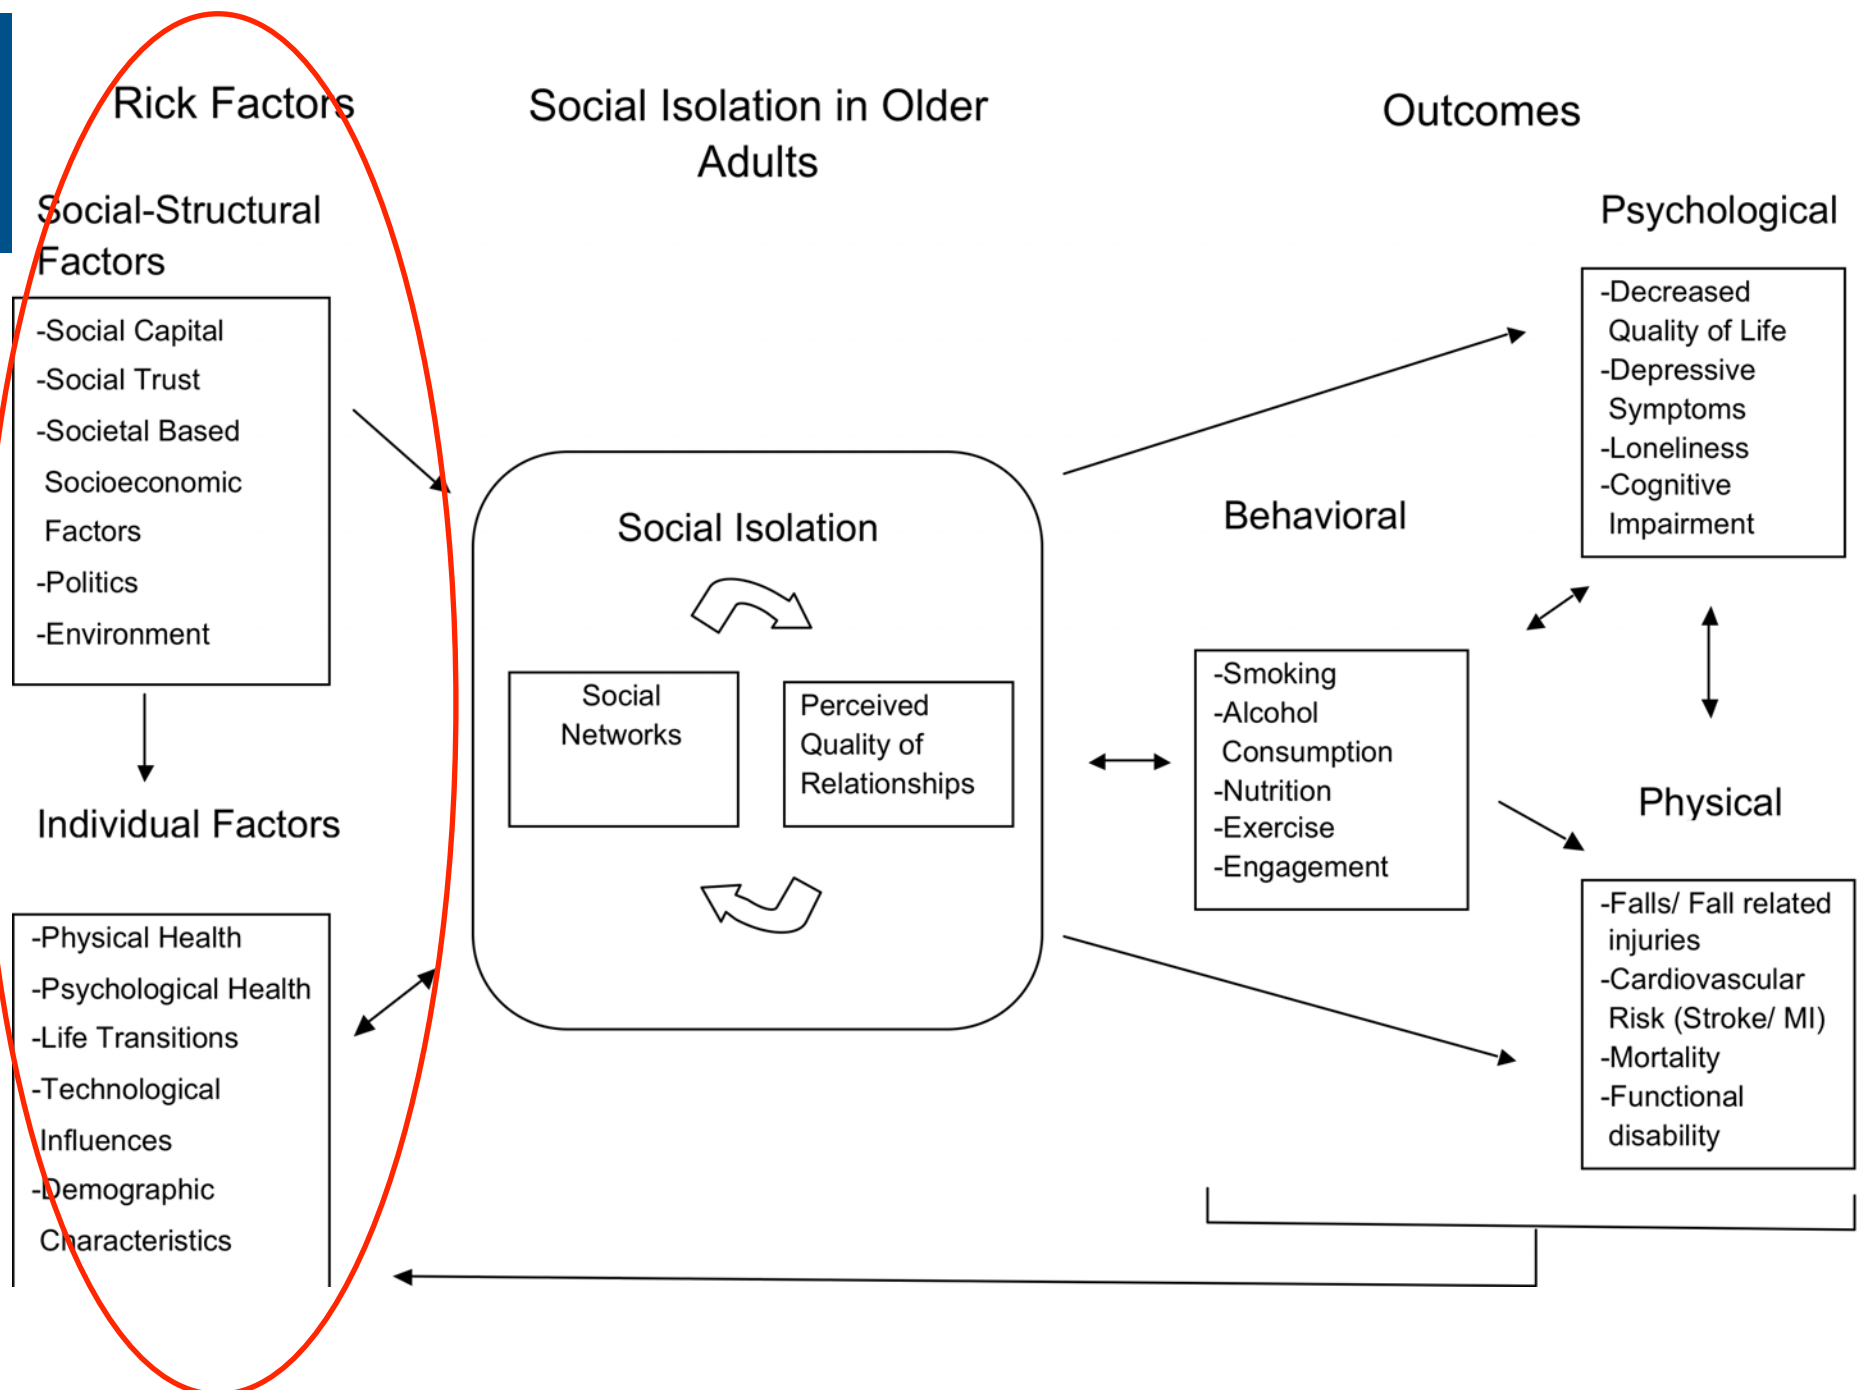 Rick Factors
Social-Structural
Factors
-Social Capital
-Social Trust
-Societal Based
Socioeconomic
Factors
-Politics
-Environment
Individual Factors
-Physical Health
-Psychological Health
-Life Transitions
-Technological
Influences
-Demographic
Characteristics
Social Isolation in Older
Adults
Social Isolation
Social
Networks
Perceived
Quality of
Relationships
Outcomes
Behavioral
-Smoking
-Alcohol
Consumption
-Nutrition
-Exercise
-Engagement
Psychological
-Decreased
Quality of Life
-Depressive
Symptoms
-Loneliness
-Cognitive
Impairment
Physical
-Falls/ Fall related
injuries
-Cardiovascular
Risk (Stroke/ MI)
-Mortality
-Functional
disability